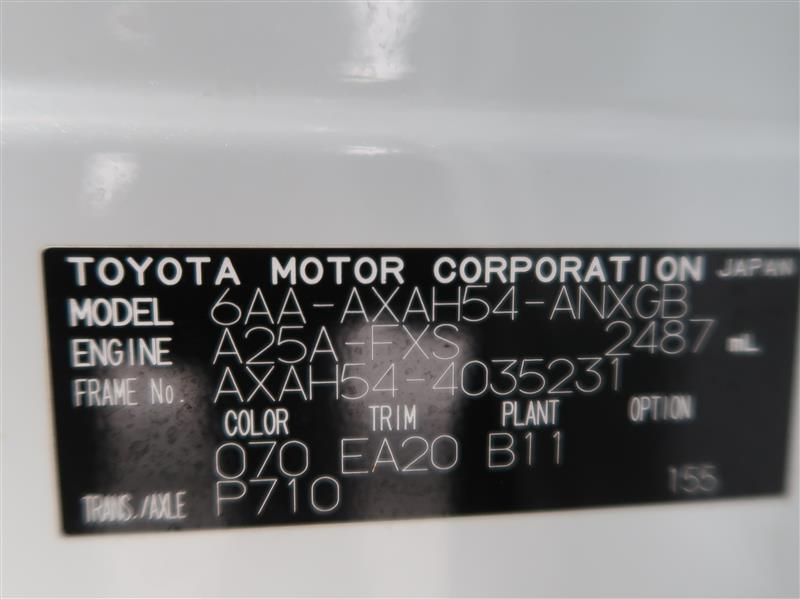 TOYOTA MOTOR CORPORATION JAPAN
MODEL 6AA-AXAH54-ANXGB
ENGINE A25A-FXS 2487 mL
FRAME No. AXAH54-4035231
COLOR TRIM PLANT OPTION
070 EA20 B11
TRANS./AXLE P710 155